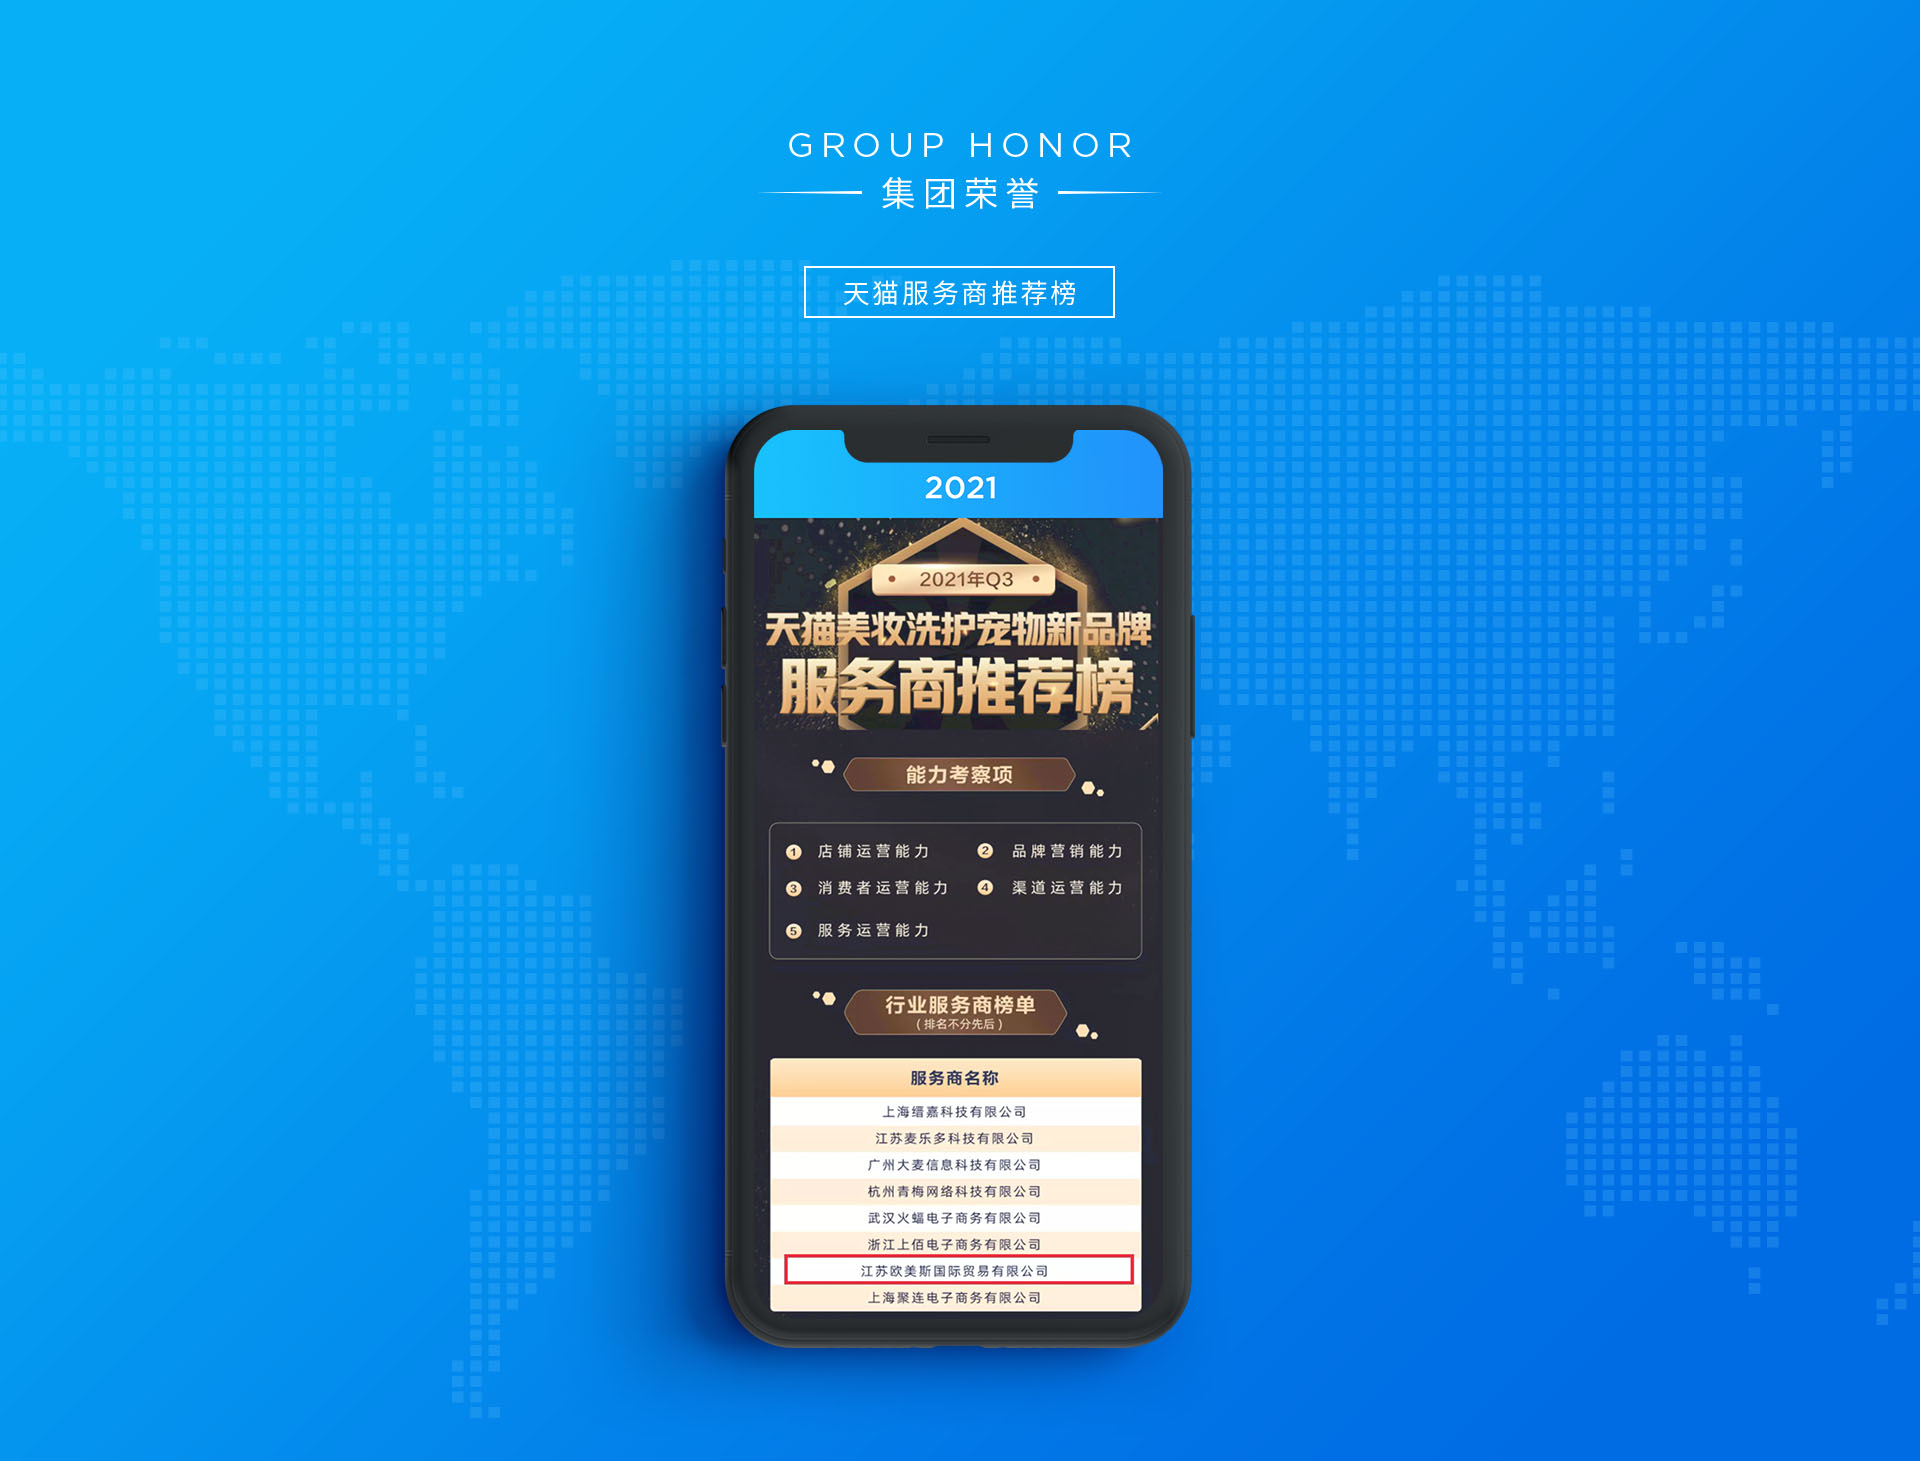 GROUP HONOR
集团荣誉
天猫服务商推荐榜
2021
2021年Q3
天猫美妆洗护宠物新品牌
服务商推荐榜
能力考察项
1 店铺运营能力 2 品牌营销能力
3 消费者运营能力 4 渠道运营能力
5 服务运营能力
行业服务商榜单
(排名不分先后)
服务商名称
上海缙嘉科技有限公司
江苏麦乐多科技有限公司
广州大麦信息科技有限公司
杭州青梅网络科技有限公司
武汉火蝠电子商务有限公司
浙江上佰电子商务有限公司
江苏欧美斯国际贸易有限公司
上海聚连电子商务有限公司